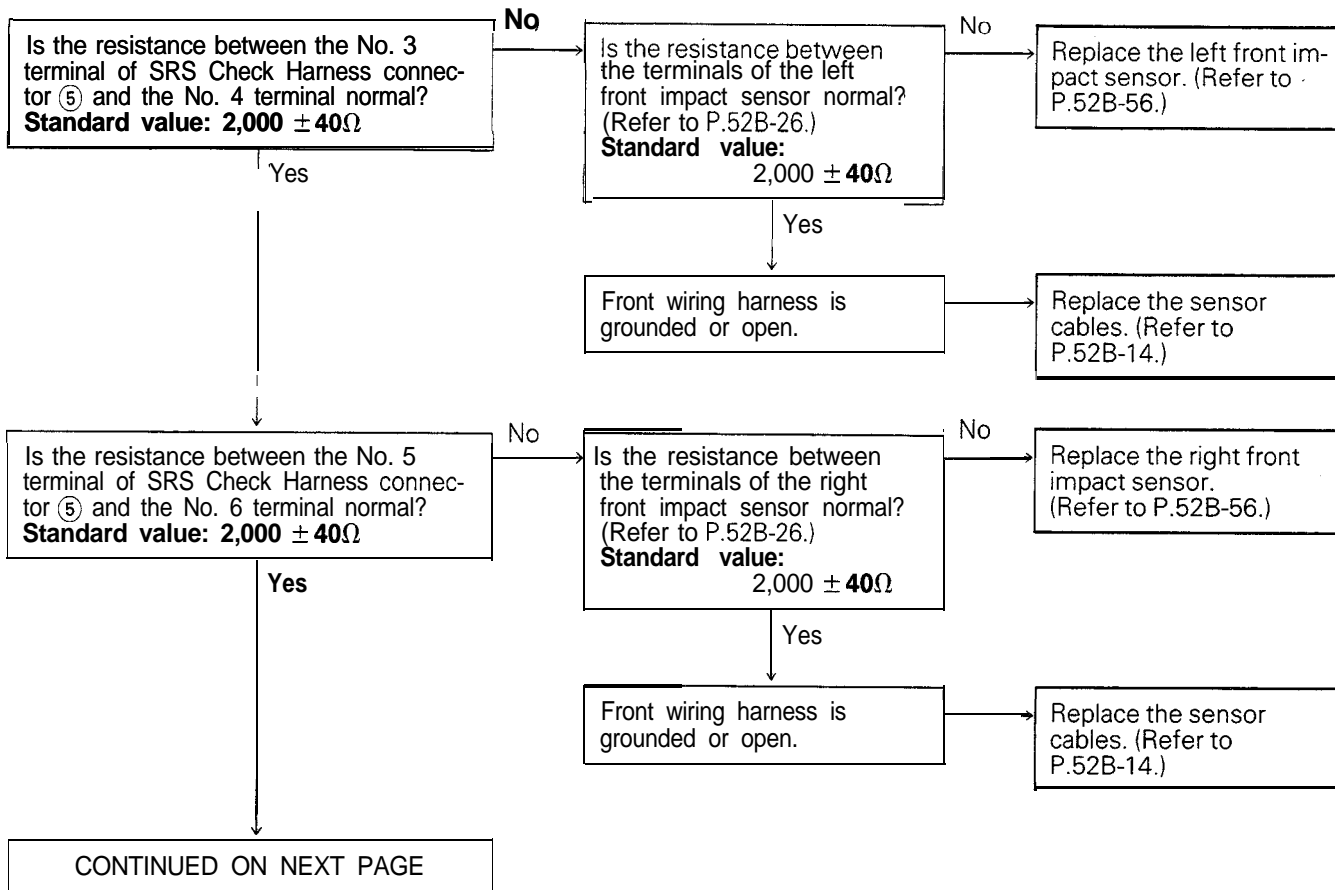 Is the resistance between the No. 3
terminal of SRS Check Harness connec-
tor ⑤ and the No. 4 terminal normal?
Standard value: 2,000 ±40Ω
No
Is the resistance between
the terminals of the left
front impact sensor normal?
(Refer to P.52B-26.)
Standard value:
2,000 ±40Ω
No
Replace the left front im-
pact sensor. (Refer to
P.52B-56.)
Yes
Yes
Front wiring harness is
grounded or open.
Replace the sensor
cables. (Refer to
P.52B-14.)
Is the resistance between the No. 5
terminal of SRS Check Harness connec-
tor ⑤ and the No. 6 terminal normal?
Standard value: 2,000 ±40Ω
No
Is the resistance between
the terminals of the right
front impact sensor normal?
(Refer to P.52B-26.)
Standard value:
2,000 ±40Ω
No
Replace the right front
impact sensor.
(Refer to P.52B-56.)
Yes
Yes
Front wiring harness is
grounded or open.
Replace the sensor
cables. (Refer to
P.52B-14.)
CONTINUED ON NEXT PAGE